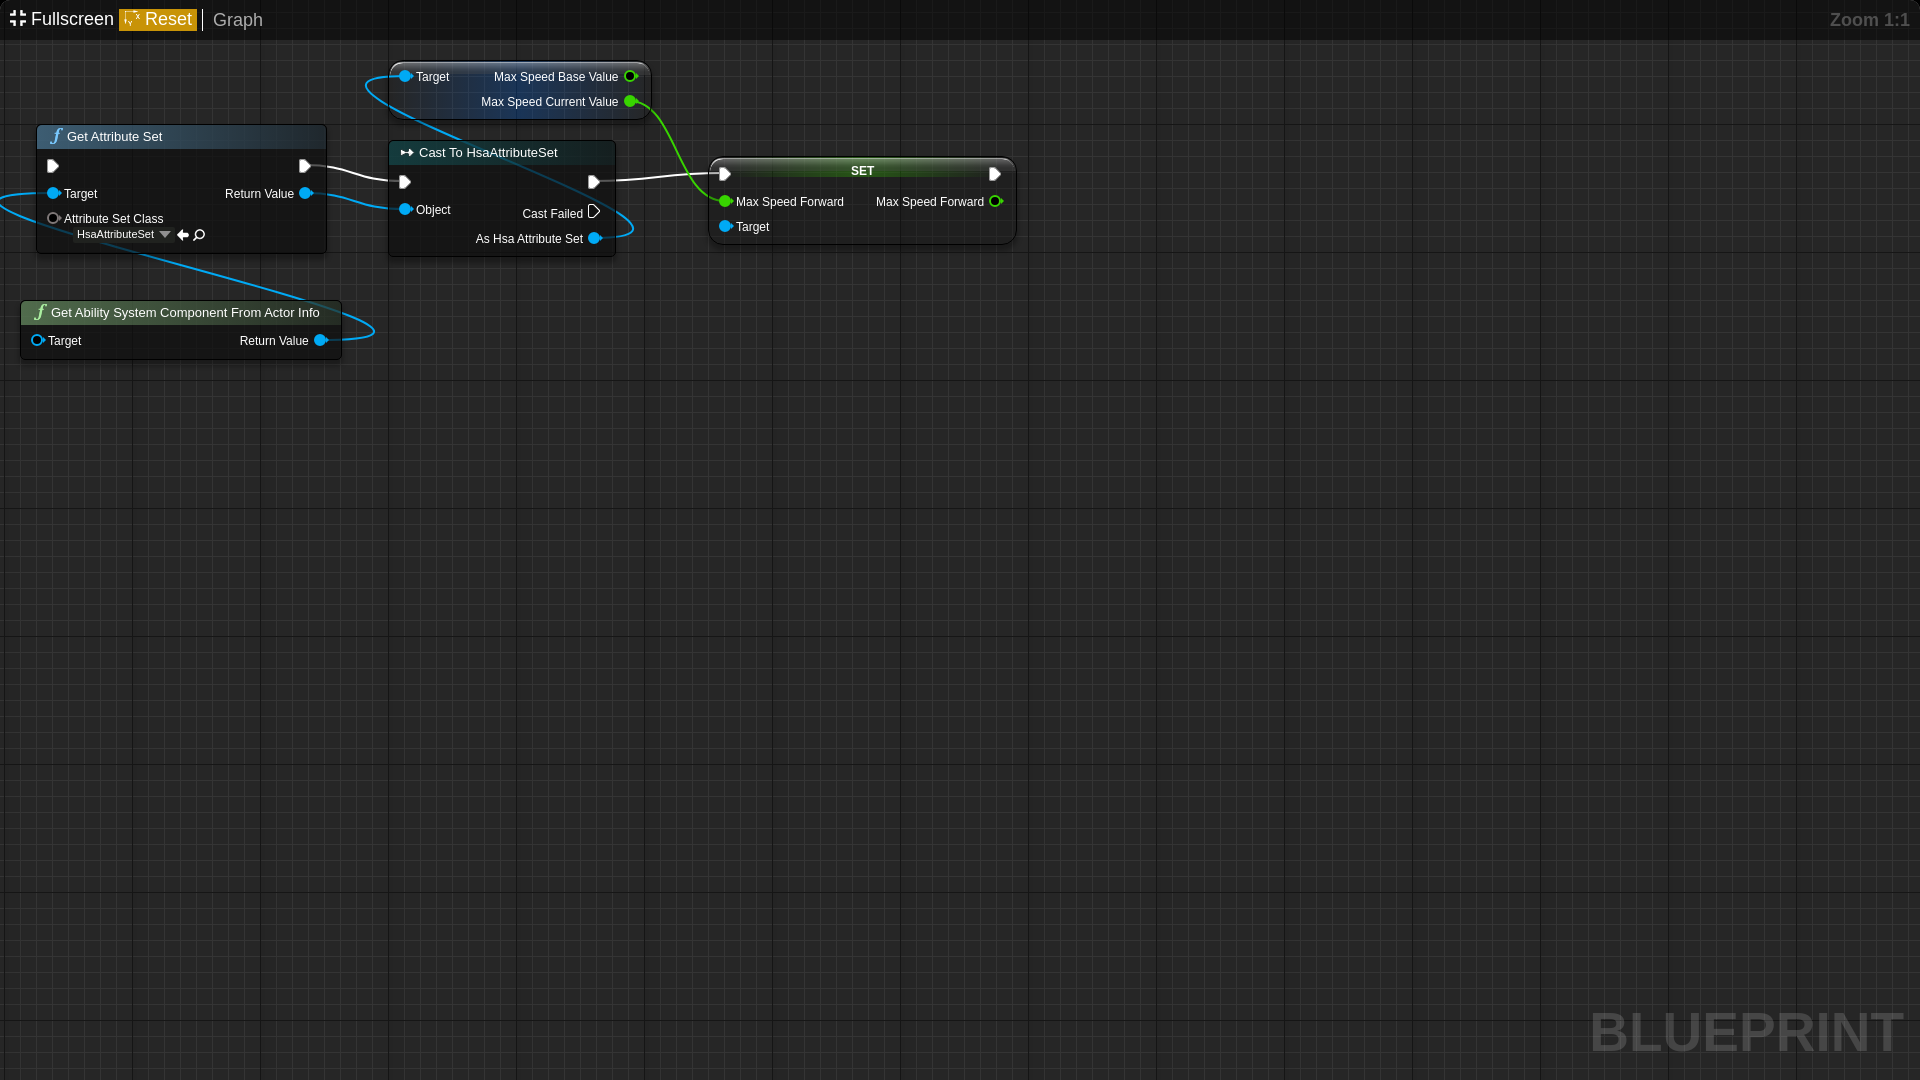 Fullscreen Reset Graph Zoom 1:1
Target Max Speed Base Value
Max Speed Current Value
Get Attribute Set
Target Return Value
Attribute Set Class
HsaAttributeSet
Cast To HsaAttributeSet
Object Cast Failed
As Hsa Attribute Set
SET
Max Speed Forward Max Speed Forward
Target
Get Ability System Component From Actor Info
Target Return Value
BLUEPRINT